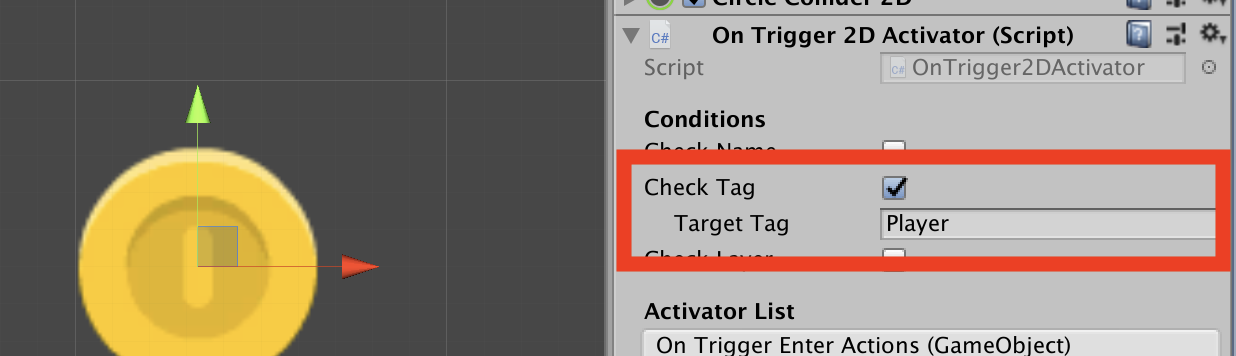 Circle Collider 2D
C# On Trigger 2D Activator (Script)
Script C# OnTrigger2DActivator
Conditions
Check Name
Check Tag
Target Tag Player
Check Layer
Activator List
On Trigger Enter Actions (GameObject)